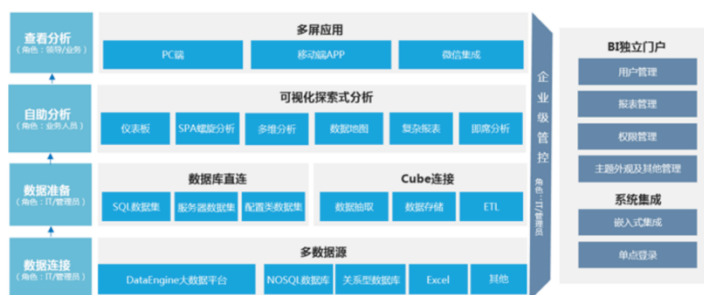 查看分析
(角色：领导/业务)
多屏应用
PC端
移动端APP
微信集成
自助分析
(角色：业务人员)
可视化探索式分析
仪表板
SPA螺旋分析
多维分析
数据地图
复杂报表
即席分析
数据准备
(角色：IT/管理员)
数据库直连
SQL数据集
服务器数据集
配置类数据集
Cube连接
数据抽取
数据存储
ETL
数据连接
(角色：IT/管理员)
多数据源
DataEngine大数据平台
NOSQL数据库
关系型数据库
Excel
其他
企业级管控
角色：IT/管理员
BI独立门户
用户管理
报表管理
权限管理
主题外观及其他管理
系统集成
嵌入式集成
单点登录